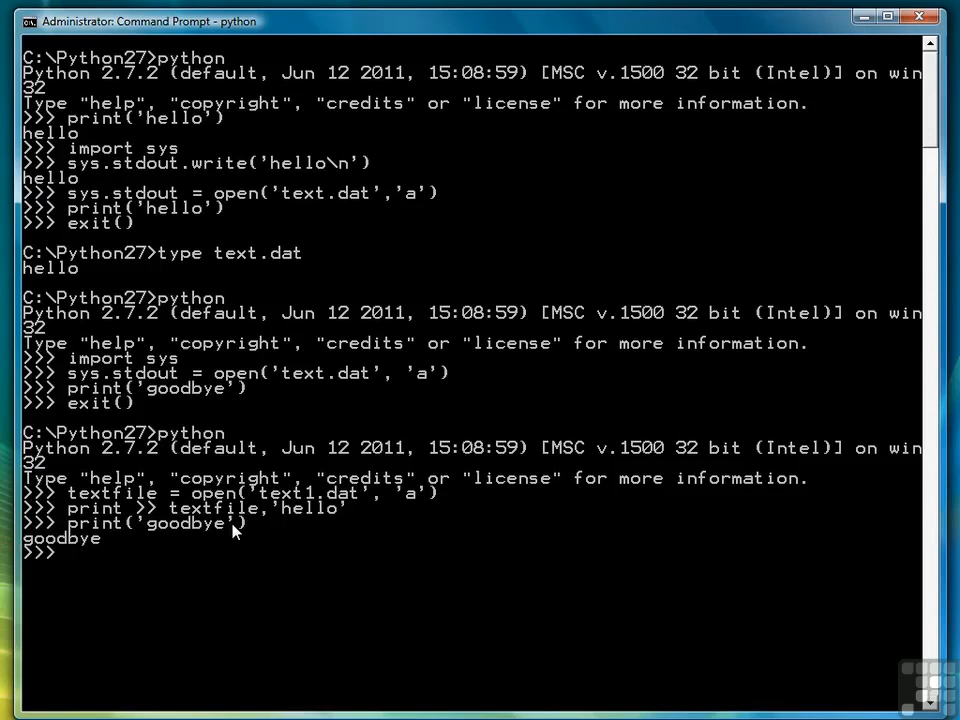 Administrator: Command Prompt - python
C:\Python27>python
Python 2.7.2 (default, Jun 12 2011, 15:08:59) [MSC v.1500 32 bit (Intel)] on win
32
Type "help", "copyright", "credits" or "license" for more information.
>>> print('hello')
hello
>>> import sys
>>> sys.stdout.write('hello\n')
hello
>>> sys.stdout = open('text.dat','a')
>>> print('hello')
>>> exit()
C:\Python27>type text.dat
hello
C:\Python27>python
Python 2.7.2 (default, Jun 12 2011, 15:08:59) [MSC v.1500 32 bit (Intel)] on win
32
Type "help", "copyright", "credits" or "license" for more information.
>>> import sys
>>> sys.stdout = open('text.dat', 'a')
>>> print('goodbye')
>>> exit()
C:\Python27>python
Python 2.7.2 (default, Jun 12 2011, 15:08:59) [MSC v.1500 32 bit (Intel)] on win
32
Type "help", "copyright", "credits" or "license" for more information.
>>> textfile = open('text1.dat', 'a')
>>> print >> textfile,'hello'
>>> print('goodbye')
goodbye
>>>